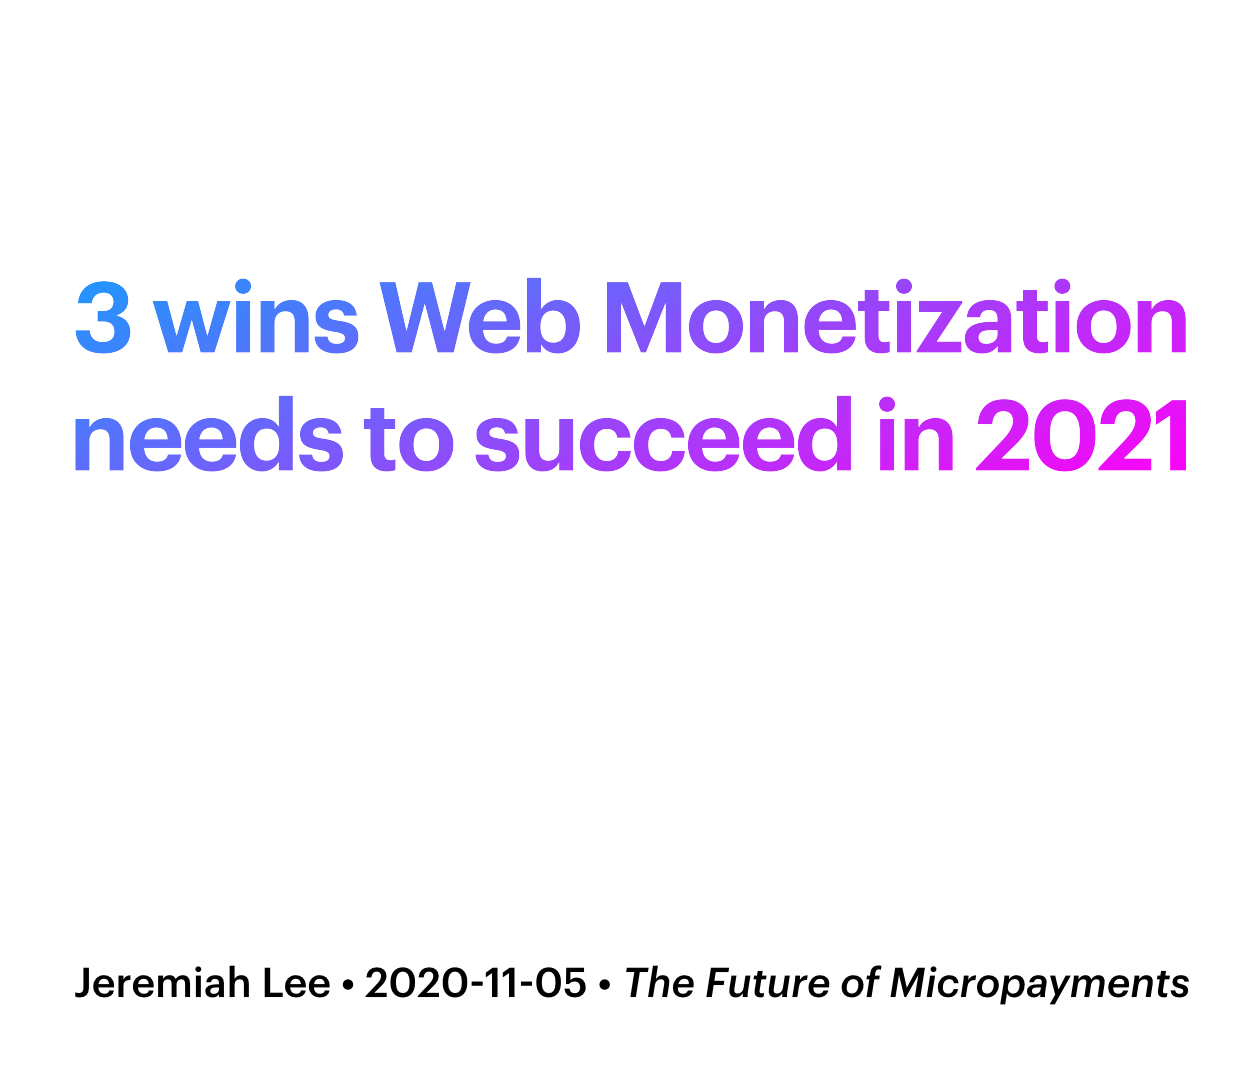 3 wins Web Monetization
needs to succeed in 2021
Jeremiah Lee • 2020-11-05 • The Future of Micropayments